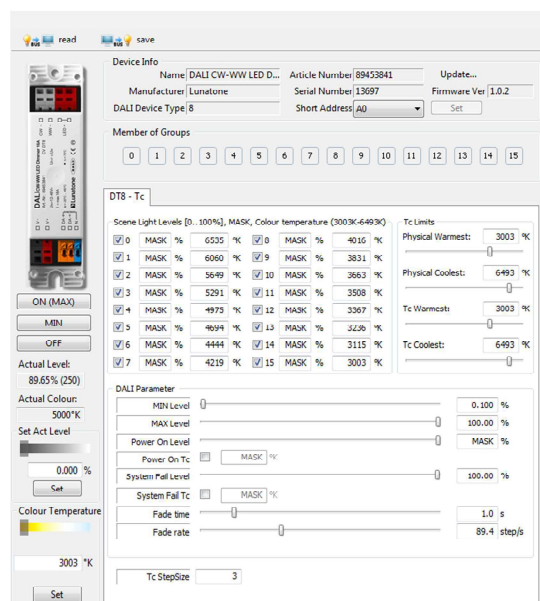 read save
Device Info
Name DALI CW-WW LED D... Article Number 89453841 Update...
Manufacturer Lunatone Serial Number 13697 Firmware Ver 1.0.2
DALI Device Type 8 Short Address A0 Set
Member of Groups
0 1 2 3 4 5 6 7 8 9 10 11 12 13 14 15
DT8 - Tc
Scene Light Levels [0..100%], MASK, Colour temperature (3003K-6493K)
0 MASK % 6535 °K 8 MASK % 4016 °K
1 MASK % 6060 °K 9 MASK % 3831 °K
2 MASK % 5649 °K 10 MASK % 3663 °K
3 MASK % 5291 °K 11 MASK % 3508 °K
4 MASK % 4975 °K 12 MASK % 3367 °K
5 MASK % 4694 °K 13 MASK % 3236 °K
6 MASK % 4444 °K 14 MASK % 3115 °K
7 MASK % 4219 °K 15 MASK % 3003 °K
Tc Limits
Physical Warmest: 3003 °K
Physical Coolest: 6493 °K
Tc Warmest: 3003 °K
Tc Coolest: 6493 °K
ON (MAX)
MIN
OFF
Actual Level:
89.65% (250)
Actual Colour:
5000°K
Set Act Level
0.000 %
Set
Colour Temperature
3003 °K
Set
DALI Parameter
MIN Level 0.100 %
MAX Level 100.00 %
Power On Level MASK %
Power On Tc MASK °K
System Fail Level 100.00 %
System Fail Tc MASK °K
Fade time 1.0 s
Fade rate 89.4 step/s
Tc StepSize 3